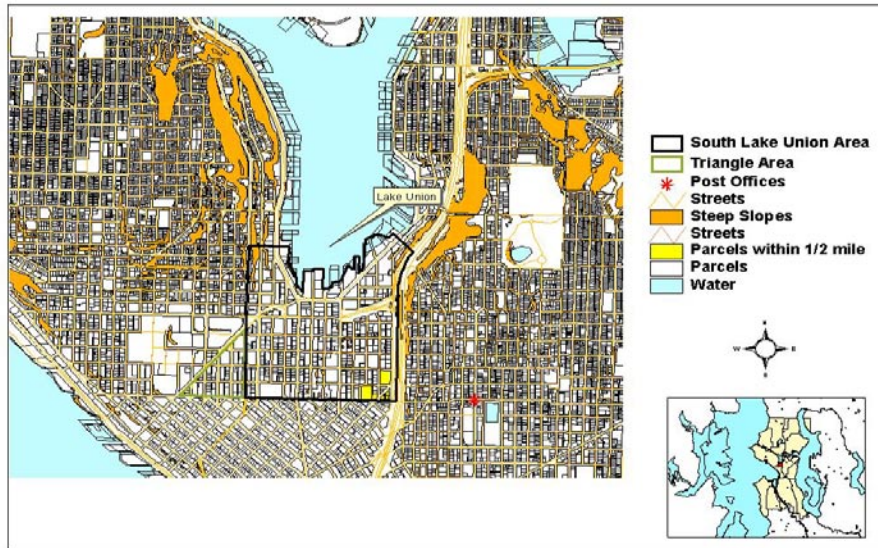 Lake Union
South Lake Union Area
Triangle Area
Post Offices
Streets
Steep Slopes
Streets
Parcels within 1/2 mile
Parcels
Water
W
E